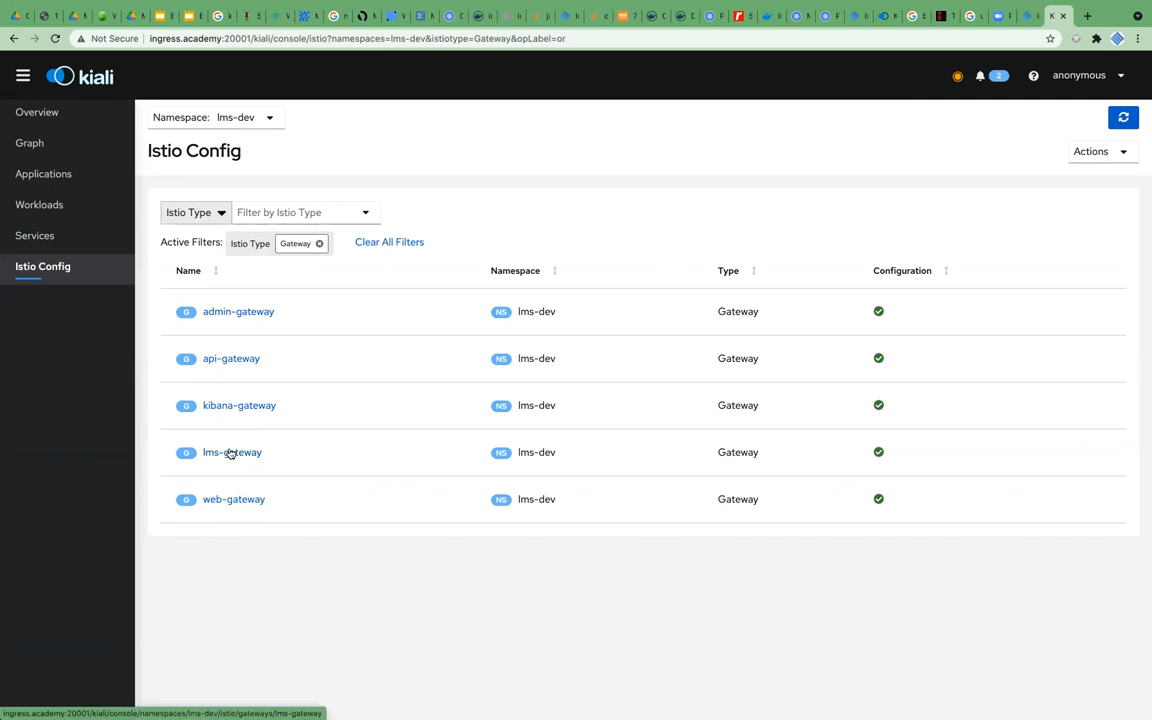 Not Secure ingress.academy:20001/kiali/console/istio?namespaces=lms-dev&istiotype=Gateway&opLabel=or
kiali
2
anonymous
Overview
Graph
Applications
Workloads
Services
Istio Config
Namespace: lms-dev
Istio Config
Actions
Istio Type Filter by Istio Type
Active Filters: Istio Type Gateway Clear All Filters
Name Namespace Type Configuration
G admin-gateway NS lms-dev Gateway
G api-gateway NS lms-dev Gateway
G kibana-gateway NS lms-dev Gateway
G lms-gateway NS lms-dev Gateway
G web-gateway NS lms-dev Gateway
ingress.academy:20001/kiali/console/namespaces/lms-dev/istio/gateways/lms-gateway